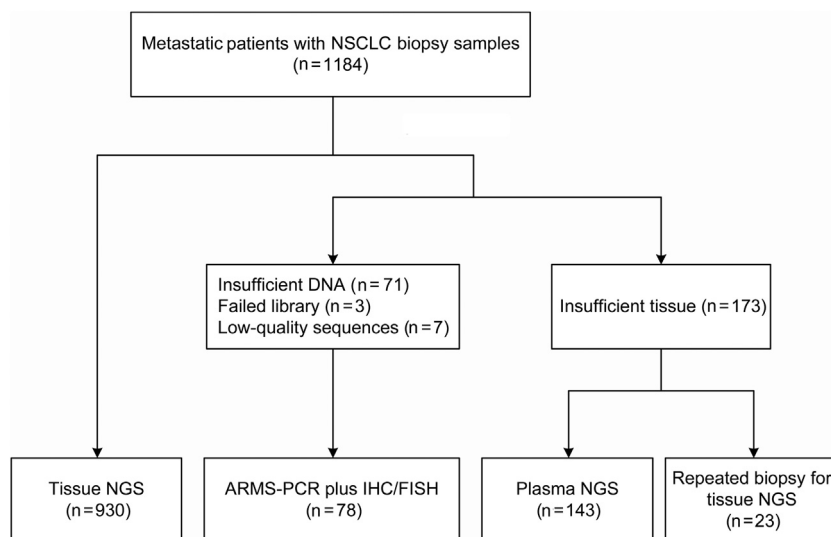 Metastatic patients with NSCLC biopsy samples
(n=1184)
Insufficient DNA (n=71)
Failed library (n=3)
Low-quality sequences (n=7)
Insufficient tissue (n=173)
Tissue NGS
(n=930)
ARMS-PCR plus IHC/FISH
(n=78)
Plasma NGS
(n=143)
Repeated biopsy for
tissue NGS
(n=23)